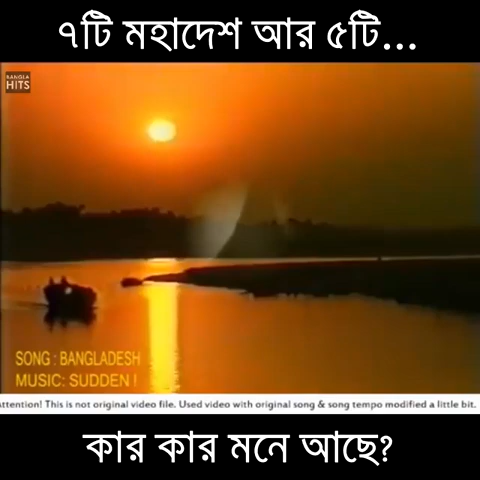 ৭টি মহাদেশ আর ৫টি...
BANGLA
HITS
SONG : BANGLADESH
MUSIC: SUDDEN !
ttention! This is not original video file. Used video with original song & song tempo modified a little bit.
কার কার মনে আছে?